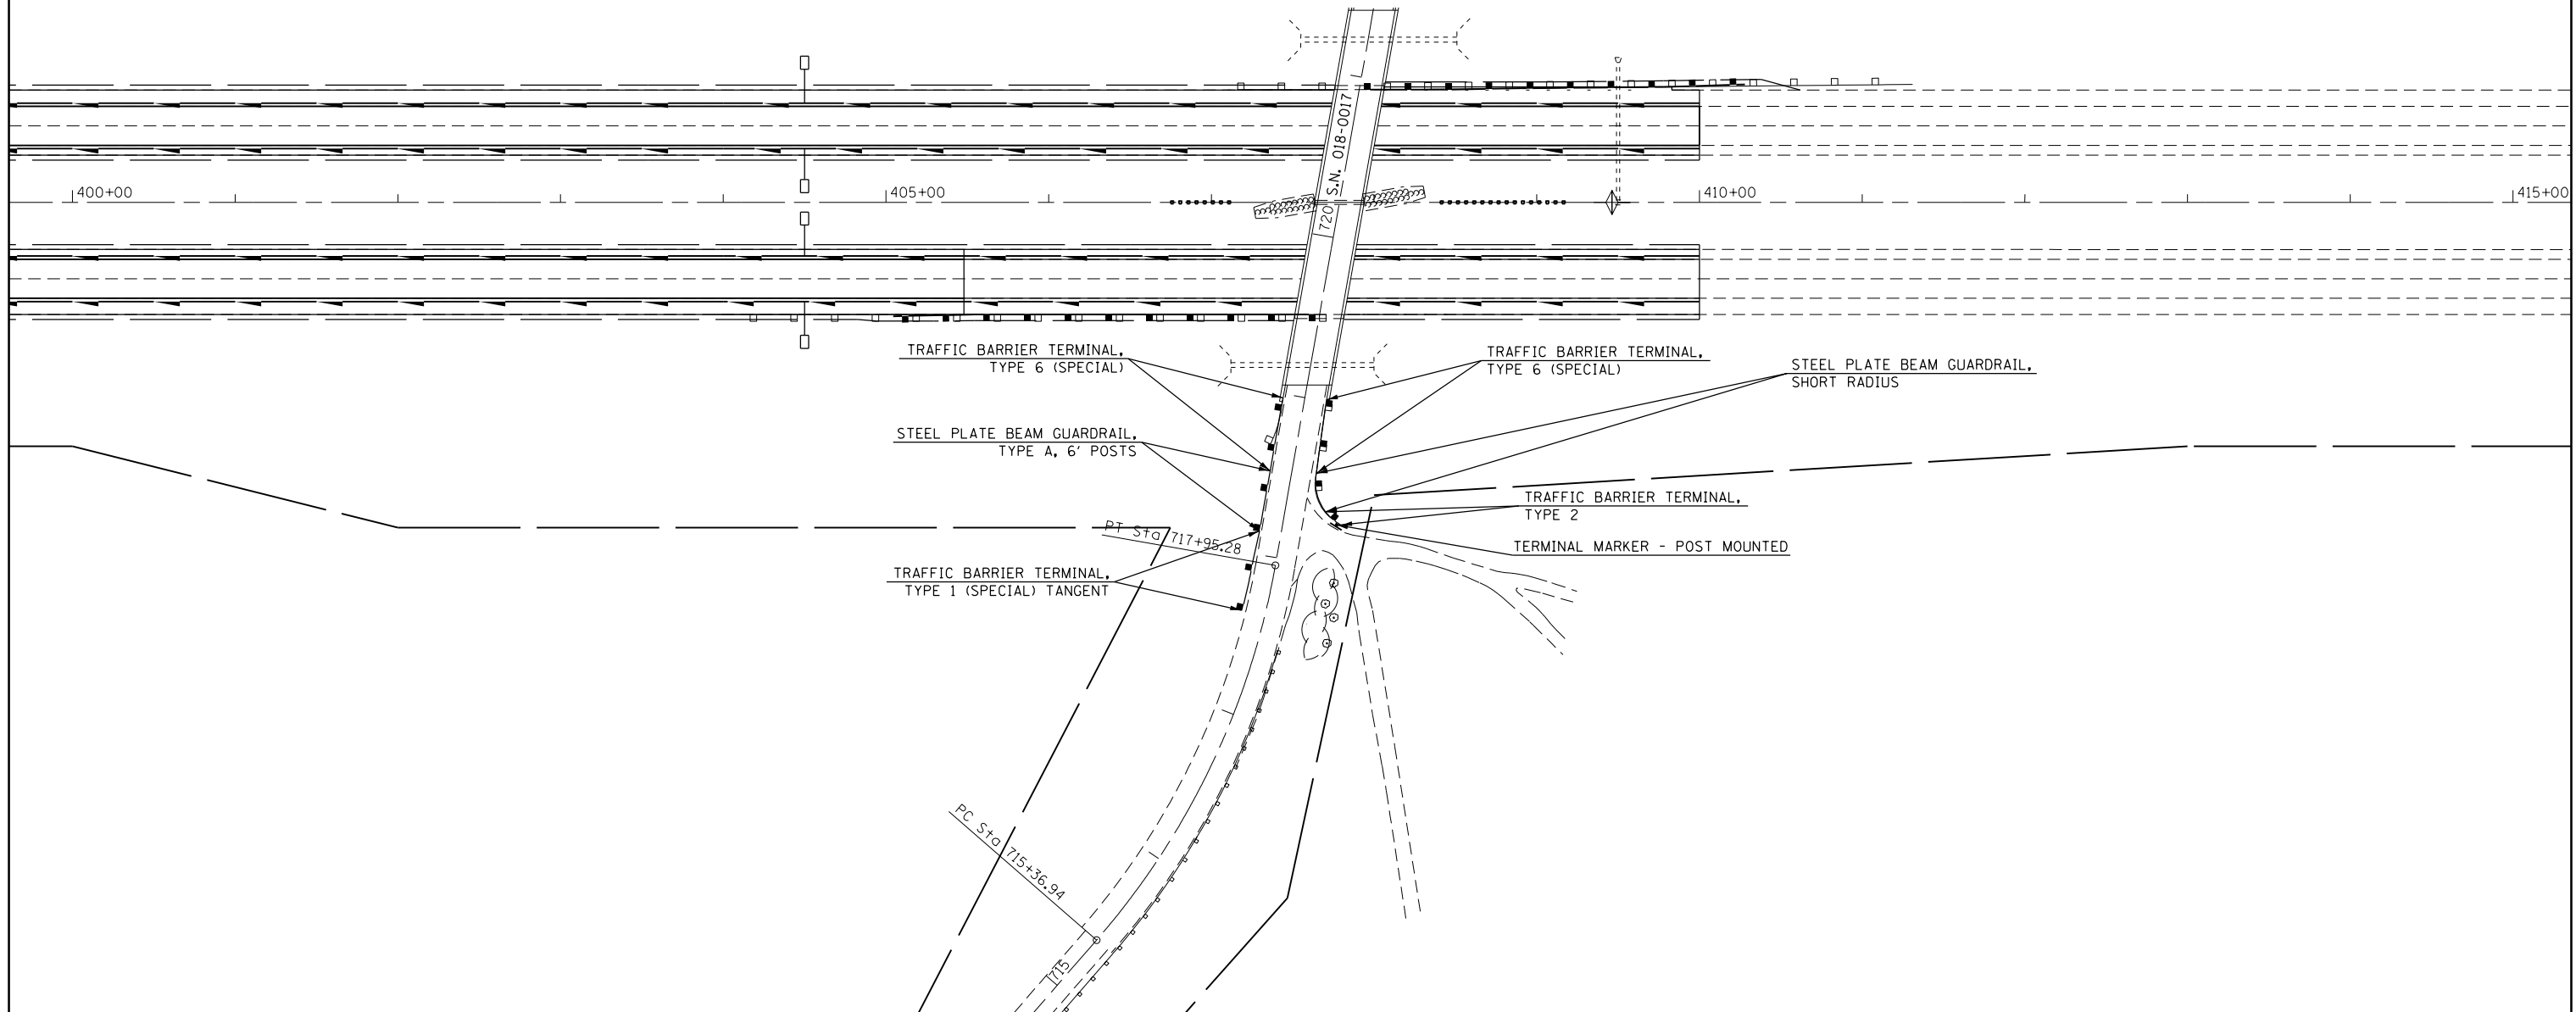 S.N. 018-0017
400+00
405+00
410+00
415+00
720
TRAFFIC BARRIER TERMINAL,
TYPE 6 (SPECIAL)
TRAFFIC BARRIER TERMINAL,
TYPE 6 (SPECIAL)
STEEL PLATE BEAM GUARDRAIL,
SHORT RADIUS
STEEL PLATE BEAM GUARDRAIL,
TYPE A, 6' POSTS
TRAFFIC BARRIER TERMINAL,
TYPE 2
PT Sta 717+95.28
TERMINAL MARKER - POST MOUNTED
TRAFFIC BARRIER TERMINAL,
TYPE 1 (SPECIAL) TANGENT
PC Sta 715+36.94
715